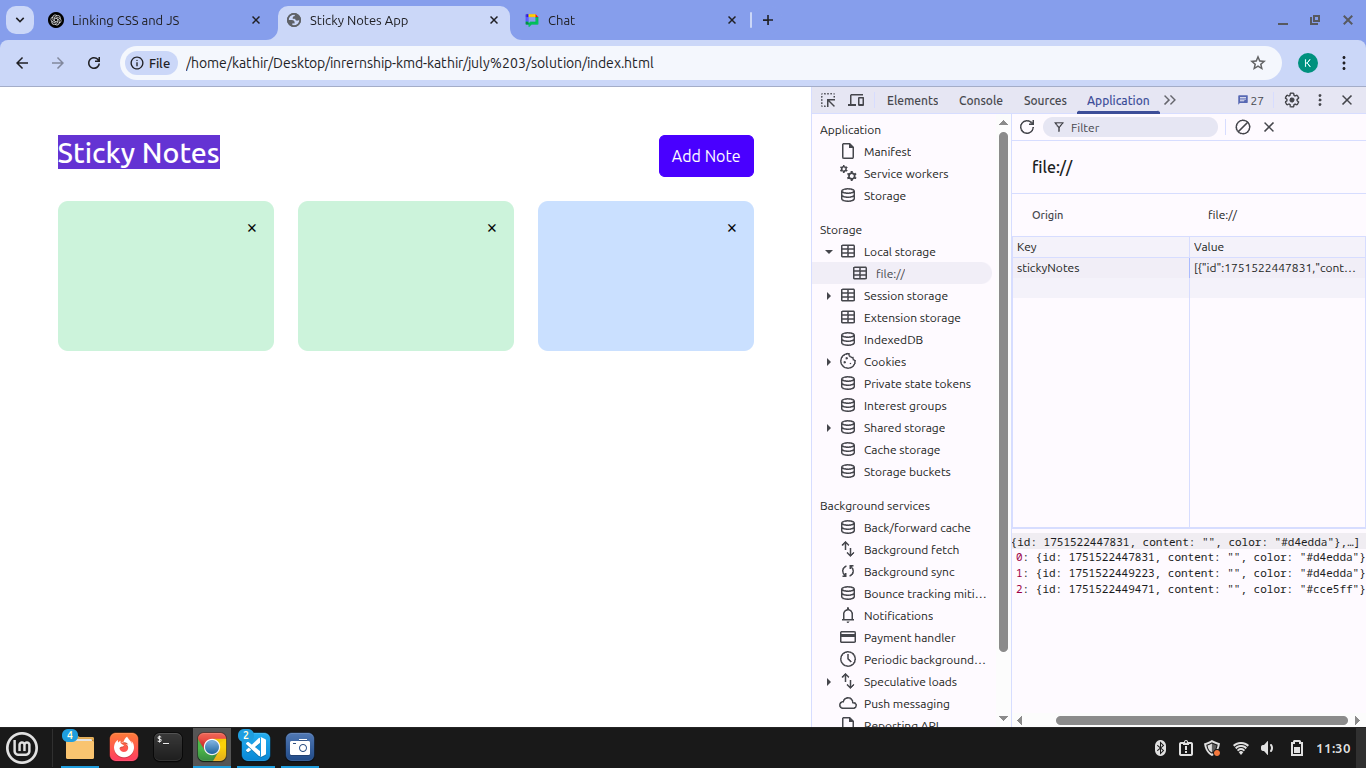 Linking CSS and JS
Sticky Notes App
Chat
File
/home/kathir/Desktop/inrernship-kmd-kathir/july%203/solution/index.html
K
Sticky Notes
Add Note
×
×
×
Elements
Console
Sources
Application
27
Application
Manifest
Service workers
Storage
Storage
Local storage
file://
Session storage
Extension storage
IndexedDB
Cookies
Private state tokens
Interest groups
Shared storage
Cache storage
Storage buckets
Background services
Back/forward cache
Background fetch
Background sync
Bounce tracking miti…
Notifications
Payment handler
Periodic background…
Speculative loads
Push messaging
Reporting API
Filter
file://
Origin file://
Key Value
stickyNotes [{"id":1751522447831,"cont…
{id: 1751522447831, content: "", color: "#d4edda"},…]
0: {id: 1751522447831, content: "", color: "#d4edda"}
1: {id: 1751522449223, content: "", color: "#d4edda"}
2: {id: 1751522449471, content: "", color: "#cce5ff"}
4
$_
2
11:30